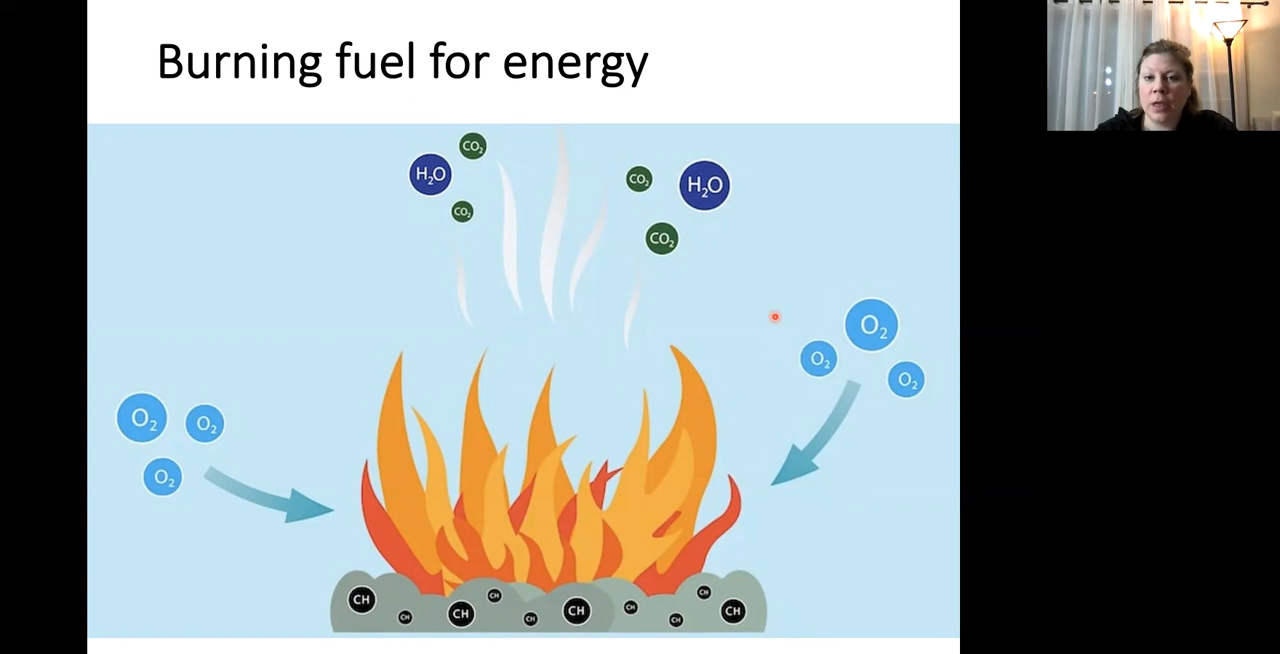 Burning fuel for energy
CO₂
H₂O
CO₂
CO₂
H₂O
CO₂
O₂
O₂
O₂
O₂
O₂
O₂
CH
CH
CH
CH
CH
CH
CH
CH
CH
CH